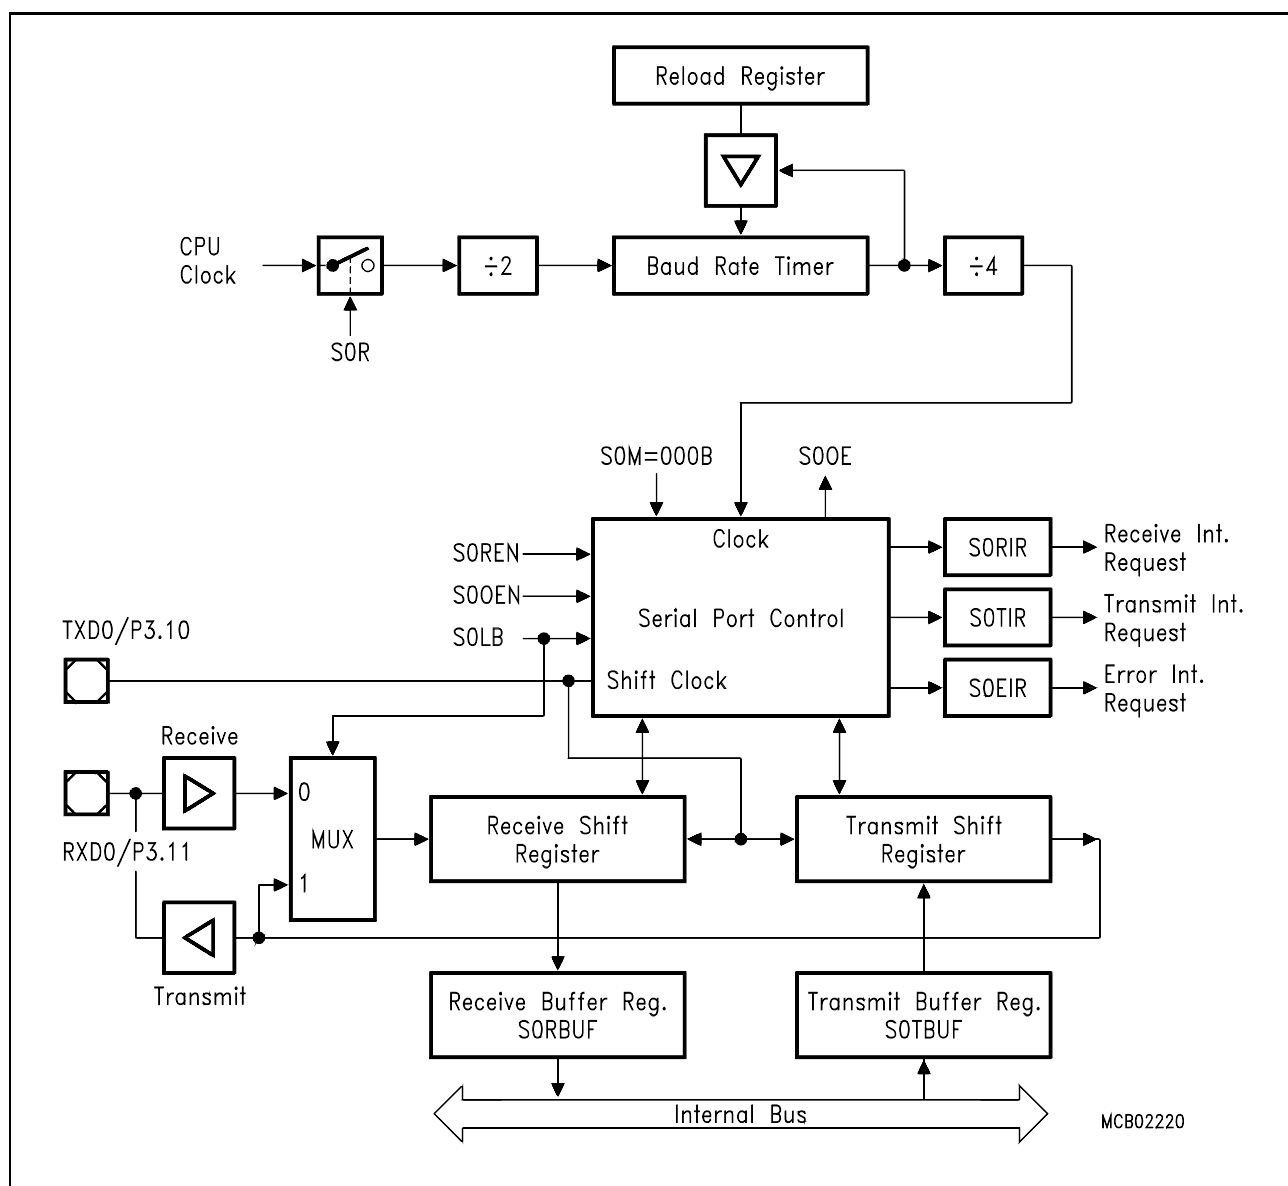 Reload Register
CPU
Clock
÷2
Baud Rate Timer
÷4
S0R
S0M=000B
S0OE
Clock
S0REN
S0OEN
S0LB
Serial Port Control
Shift Clock
S0RIR
Receive Int.
Request
S0TIR
Transmit Int.
Request
S0EIR
Error Int.
Request
TXD0/P3.10
Receive
RXD0/P3.11
0
MUX
1
Transmit
Receive Shift
Register
Transmit Shift
Register
Receive Buffer Reg.
S0RBUF
Transmit Buffer Reg.
S0TBUF
Internal Bus
MCB02220